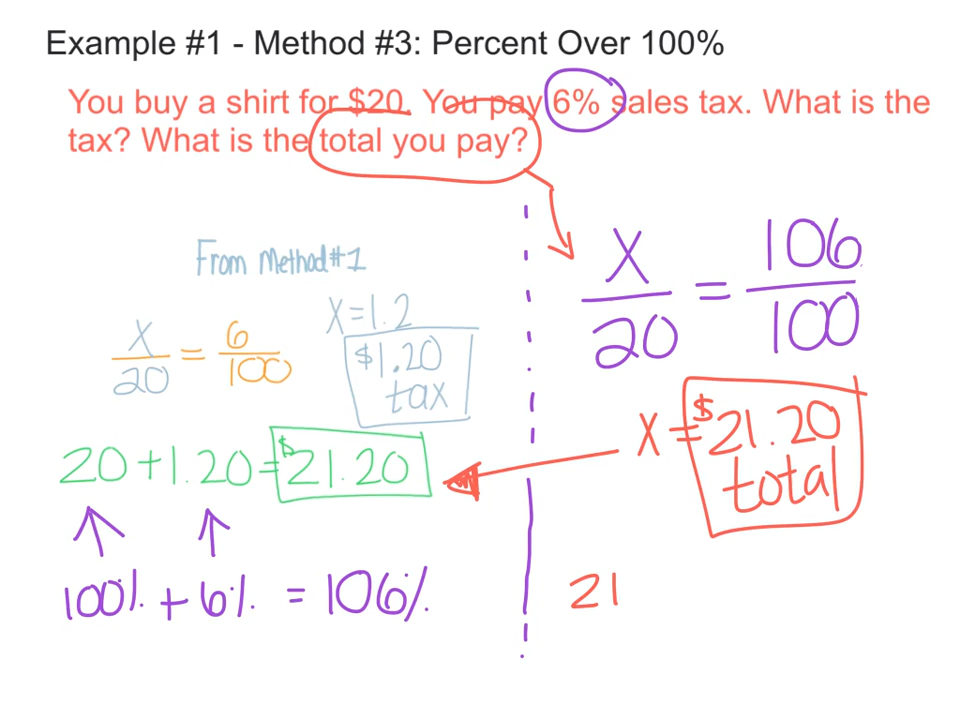 Example #1 - Method #3: Percent Over 100%
You buy a shirt for $20. You pay 6% sales tax. What is the
tax? What is the total you pay?
From Method #1
x/20 = 6/100
x=1.2
$1.20
tax
20+1.20=$21.20
100% + 6% = 106%
x/20 = 106/100
x=$21.20
total
21